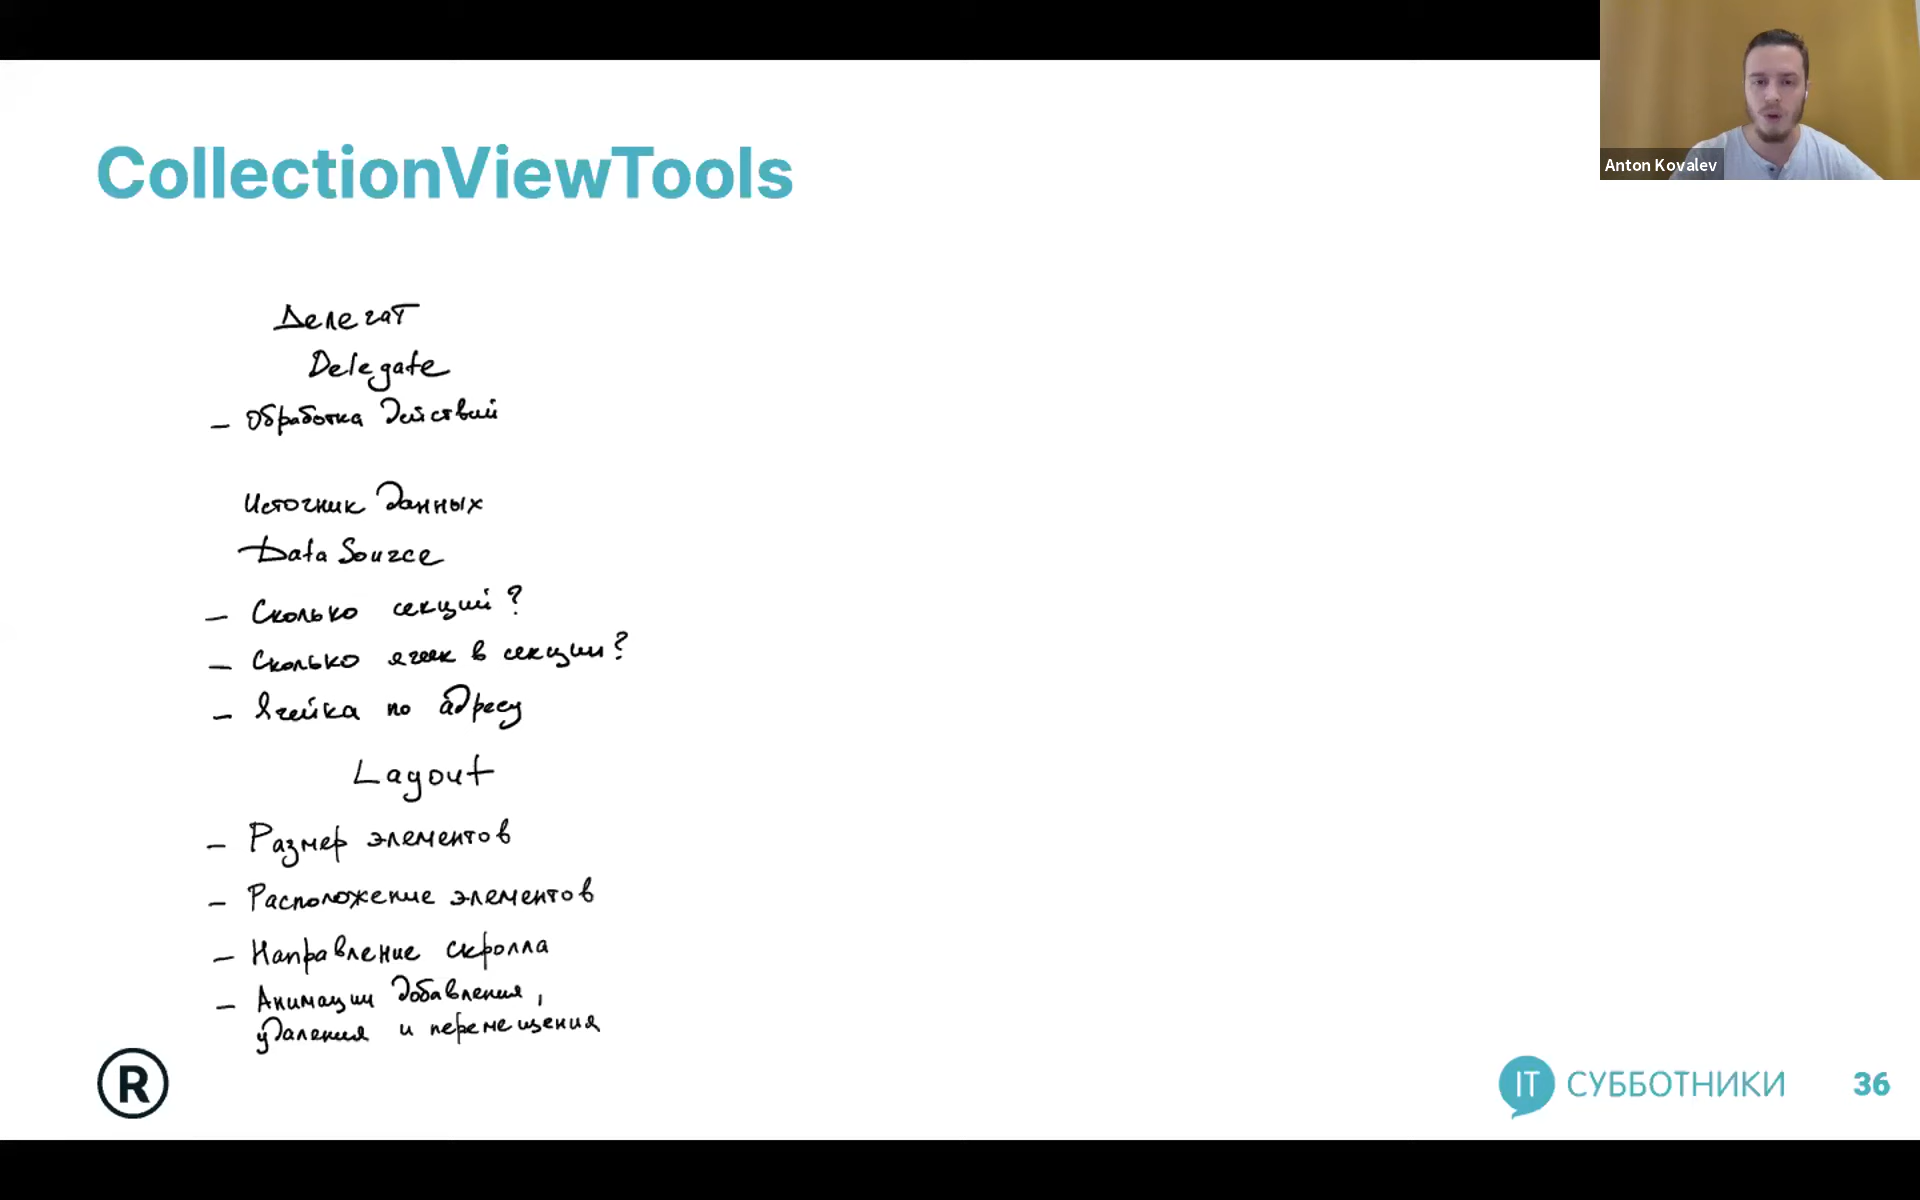 Anton Kovalev
CollectionViewTools
Делегат
Delegate
- Обработка действий
Источник данных
Data Source
- Сколько секций?
- Сколько ячеек в секции?
- Ячейка по адресу
Layout
- Размер элементов
- Расположение элементов
- Направление скролла
- Анимации добавления,
удаления и перемещения
R
IT СУББОТНИКИ
36